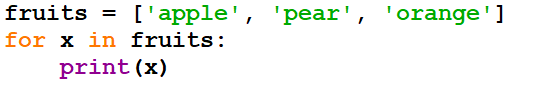 fruits = ['apple', 'pear', 'orange']
for x in fruits:
    print(x)